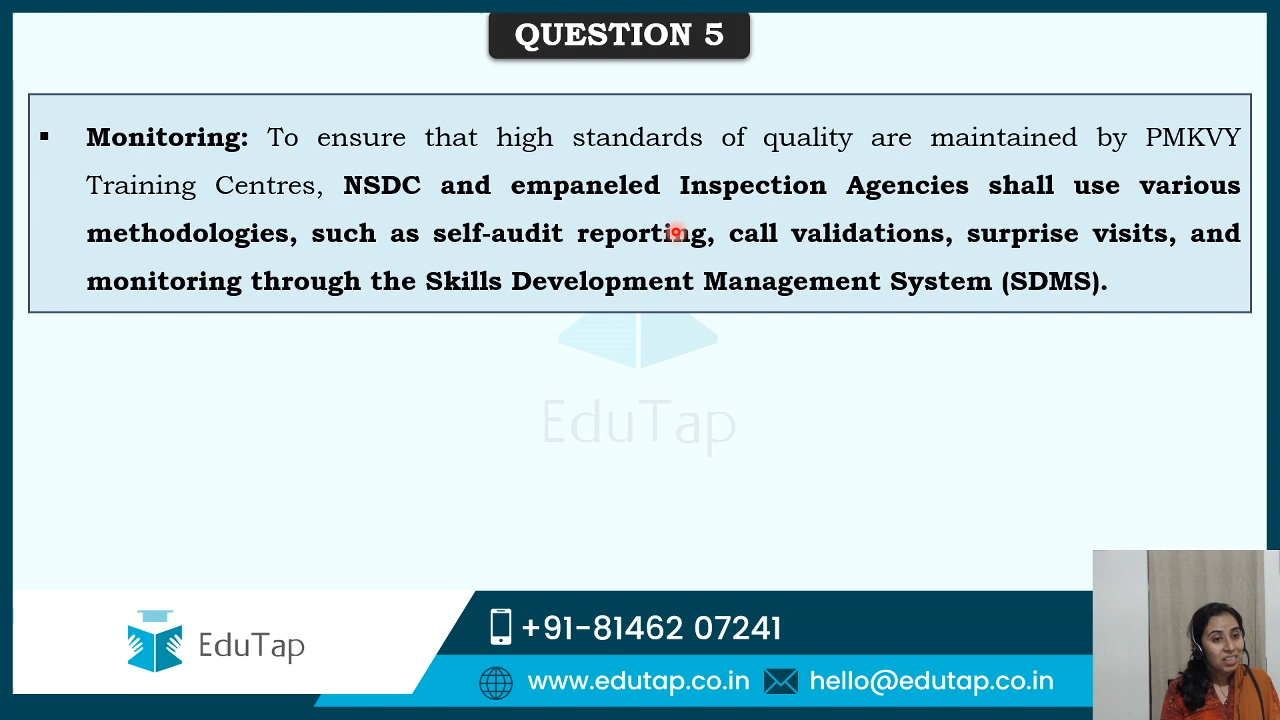 QUESTION 5
▪ Monitoring: To ensure that high standards of quality are maintained by PMKVY
Training Centres, NSDC and empaneled Inspection Agencies shall use various
methodologies, such as self-audit reporting, call validations, surprise visits, and
monitoring through the Skills Development Management System (SDMS).
EduTap
EduTap
+91-81462 07241
www.edutap.co.in hello@edutap.co.in